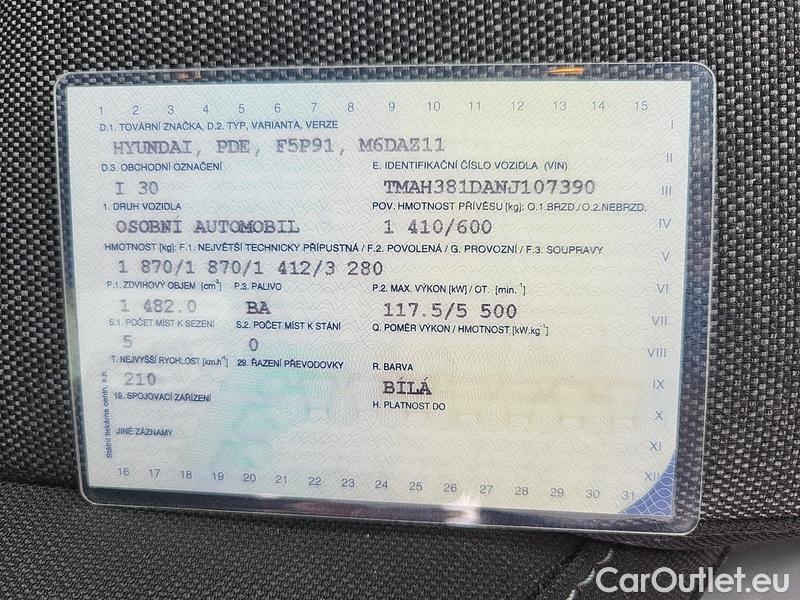 1 2 3 4 5 6 7 8 9 10 11 12 13 14 15
D.1. TOVÁRNÍ ZNAČKA, D.2. TYP, VARIANTA, VERZE I
HYUNDAI, PDE, F5P91, M6DAZ11 II
D.3. OBCHODNÍ OZNAČENÍ E. IDENTIFIKAČNÍ ČÍSLO VOZIDLA (VIN)
I 30 TMAH381DANJ107390 III
1. DRUH VOZIDLA POV. HMOTNOST PŘÍVĚSU [kg]: O.1.BRZD./O.2.NEBRZD.
OSOBNÍ AUTOMOBIL 1 410/600 IV
HMOTNOST [kg]: F.1. NEJVĚTŠÍ TECHNICKY PŘÍPUSTNÁ / F.2. POVOLENÁ / G. PROVOZNÍ / F.3. SOUPRAVY V
1 870/1 870/1 412/3 280
P.1. ZDVIHOVÝ OBJEM [cm³] P.3. PALIVO P.2. MAX. VÝKON [kW] / OT. [min.⁻¹] VI
1 482.0 BA 117.5/5 500
S.1. POČET MÍST K SEZENÍ S.2. POČET MÍST K STÁNÍ Q. POMĚR VÝKON / HMOTNOST [kW.kg⁻¹] VII
5 0
T. NEJVYŠŠÍ RYCHLOST [km.h⁻¹] 29. ŘAZENÍ PŘEVODOVKY R. BARVA VIII
210 BÍLÁ IX
19. SPOJOVACÍ ZAŘÍZENÍ H. PLATNOST DO X
JINÉ ZÁZNAMY XI
XII
16 17 18 19 20 21 22 23 24 25 26 27 28 29 30 31
Státní tiskárna cenin, s.p.
CarOutlet.eu